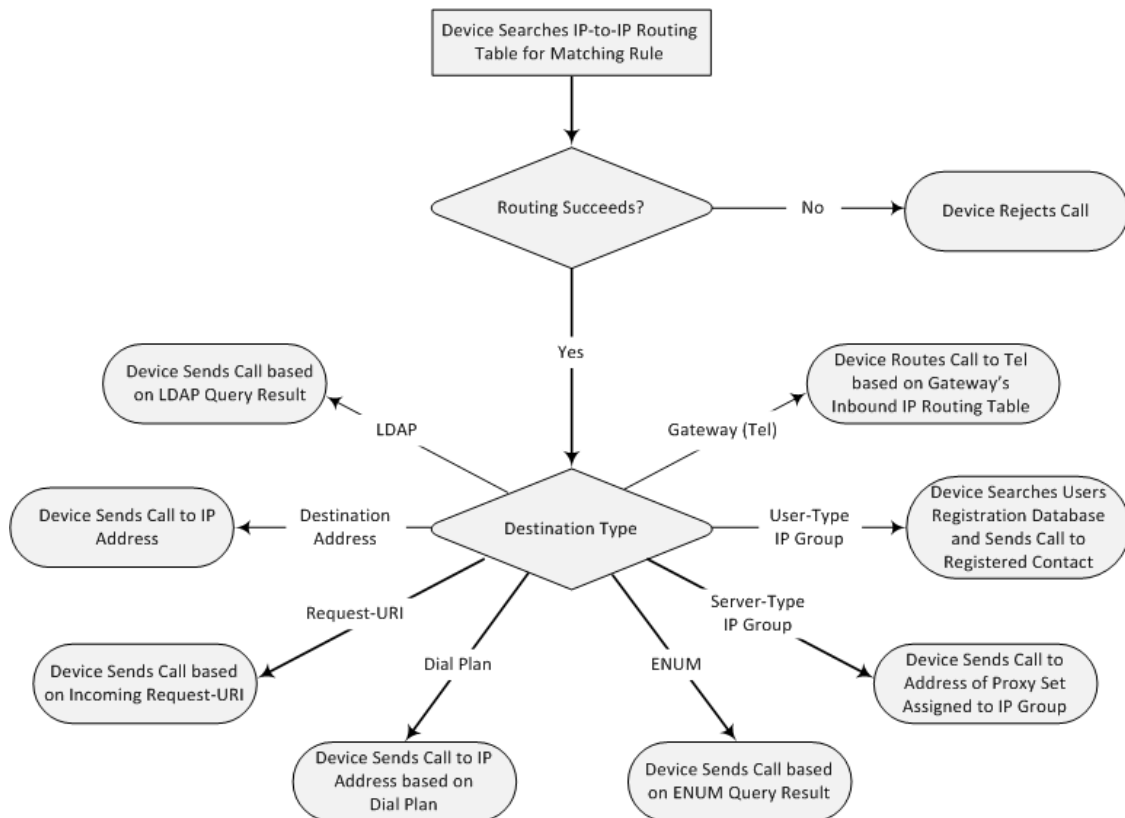 Device Searches IP-to-IP Routing
Table for Matching Rule
Routing Succeeds?
No
Device Rejects Call
Yes
Device Sends Call based
on LDAP Query Result
LDAP
Device Routes Call to Tel
based on Gateway's
Inbound IP Routing Table
Gateway (Tel)
Device Sends Call to IP
Address
Destination
Address
Destination Type
User-Type
IP Group
Device Searches Users
Registration Database
and Sends Call to
Registered Contact
Request-URI
Device Sends Call based
on Incoming Request-URI
Dial Plan
Device Sends Call to IP
Address based on
Dial Plan
ENUM
Device Sends Call based
on ENUM Query Result
Server-Type
IP Group
Device Sends Call to
Address of Proxy Set
Assigned to IP Group